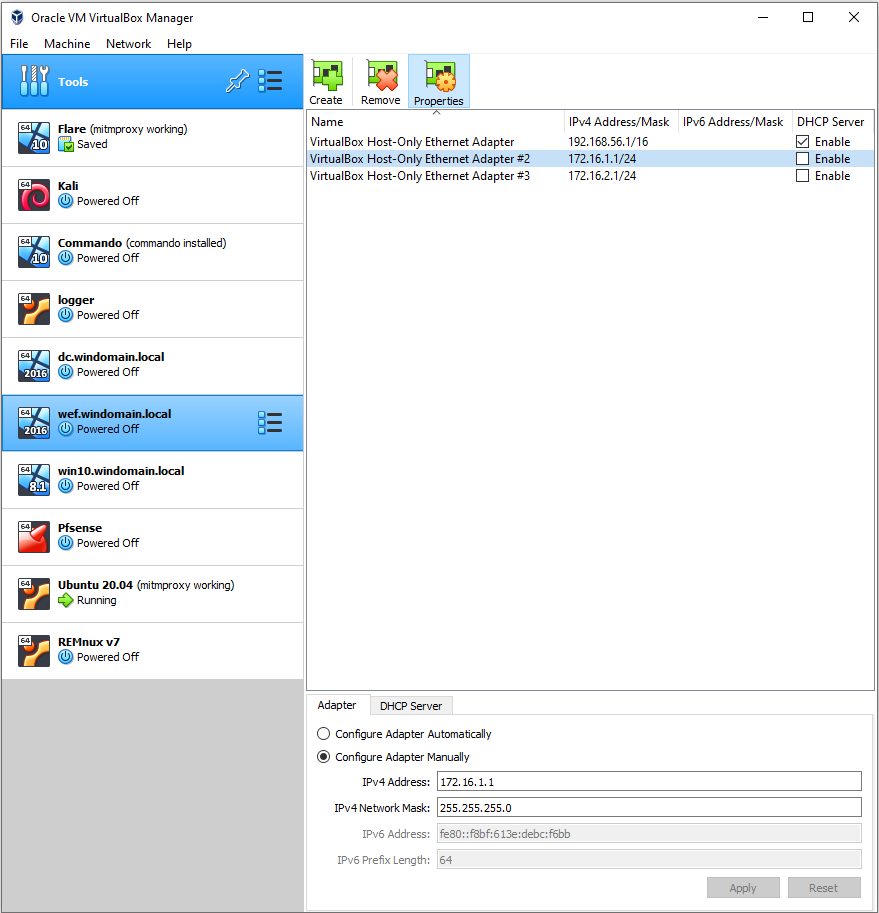 Oracle VM VirtualBox Manager
File Machine Network Help
Tools
Flare (mitmproxy working)
64
10
Saved
Kali
64
Powered Off
Commando (commando installed)
64
10
Powered Off
logger
64
Powered Off
dc.windomain.local
64
2016
Powered Off
wef.windomain.local
64
2016
Powered Off
win10.windomain.local
64
8.1
Powered Off
Pfsense
64
Powered Off
Ubuntu 20.04 (mitmproxy working)
64
Running
REMnux v7
64
Powered Off
Create Remove Properties
Name IPv4 Address/Mask IPv6 Address/Mask DHCP Server
VirtualBox Host-Only Ethernet Adapter 192.168.56.1/16 Enable
VirtualBox Host-Only Ethernet Adapter #2 172.16.1.1/24 Enable
VirtualBox Host-Only Ethernet Adapter #3 172.16.2.1/24 Enable
Adapter DHCP Server
Configure Adapter Automatically
Configure Adapter Manually
IPv4 Address: 172.16.1.1
IPv4 Network Mask: 255.255.255.0
IPv6 Address: fe80::f8bf:613e:debc:f6bb
IPv6 Prefix Length: 64
Apply Reset